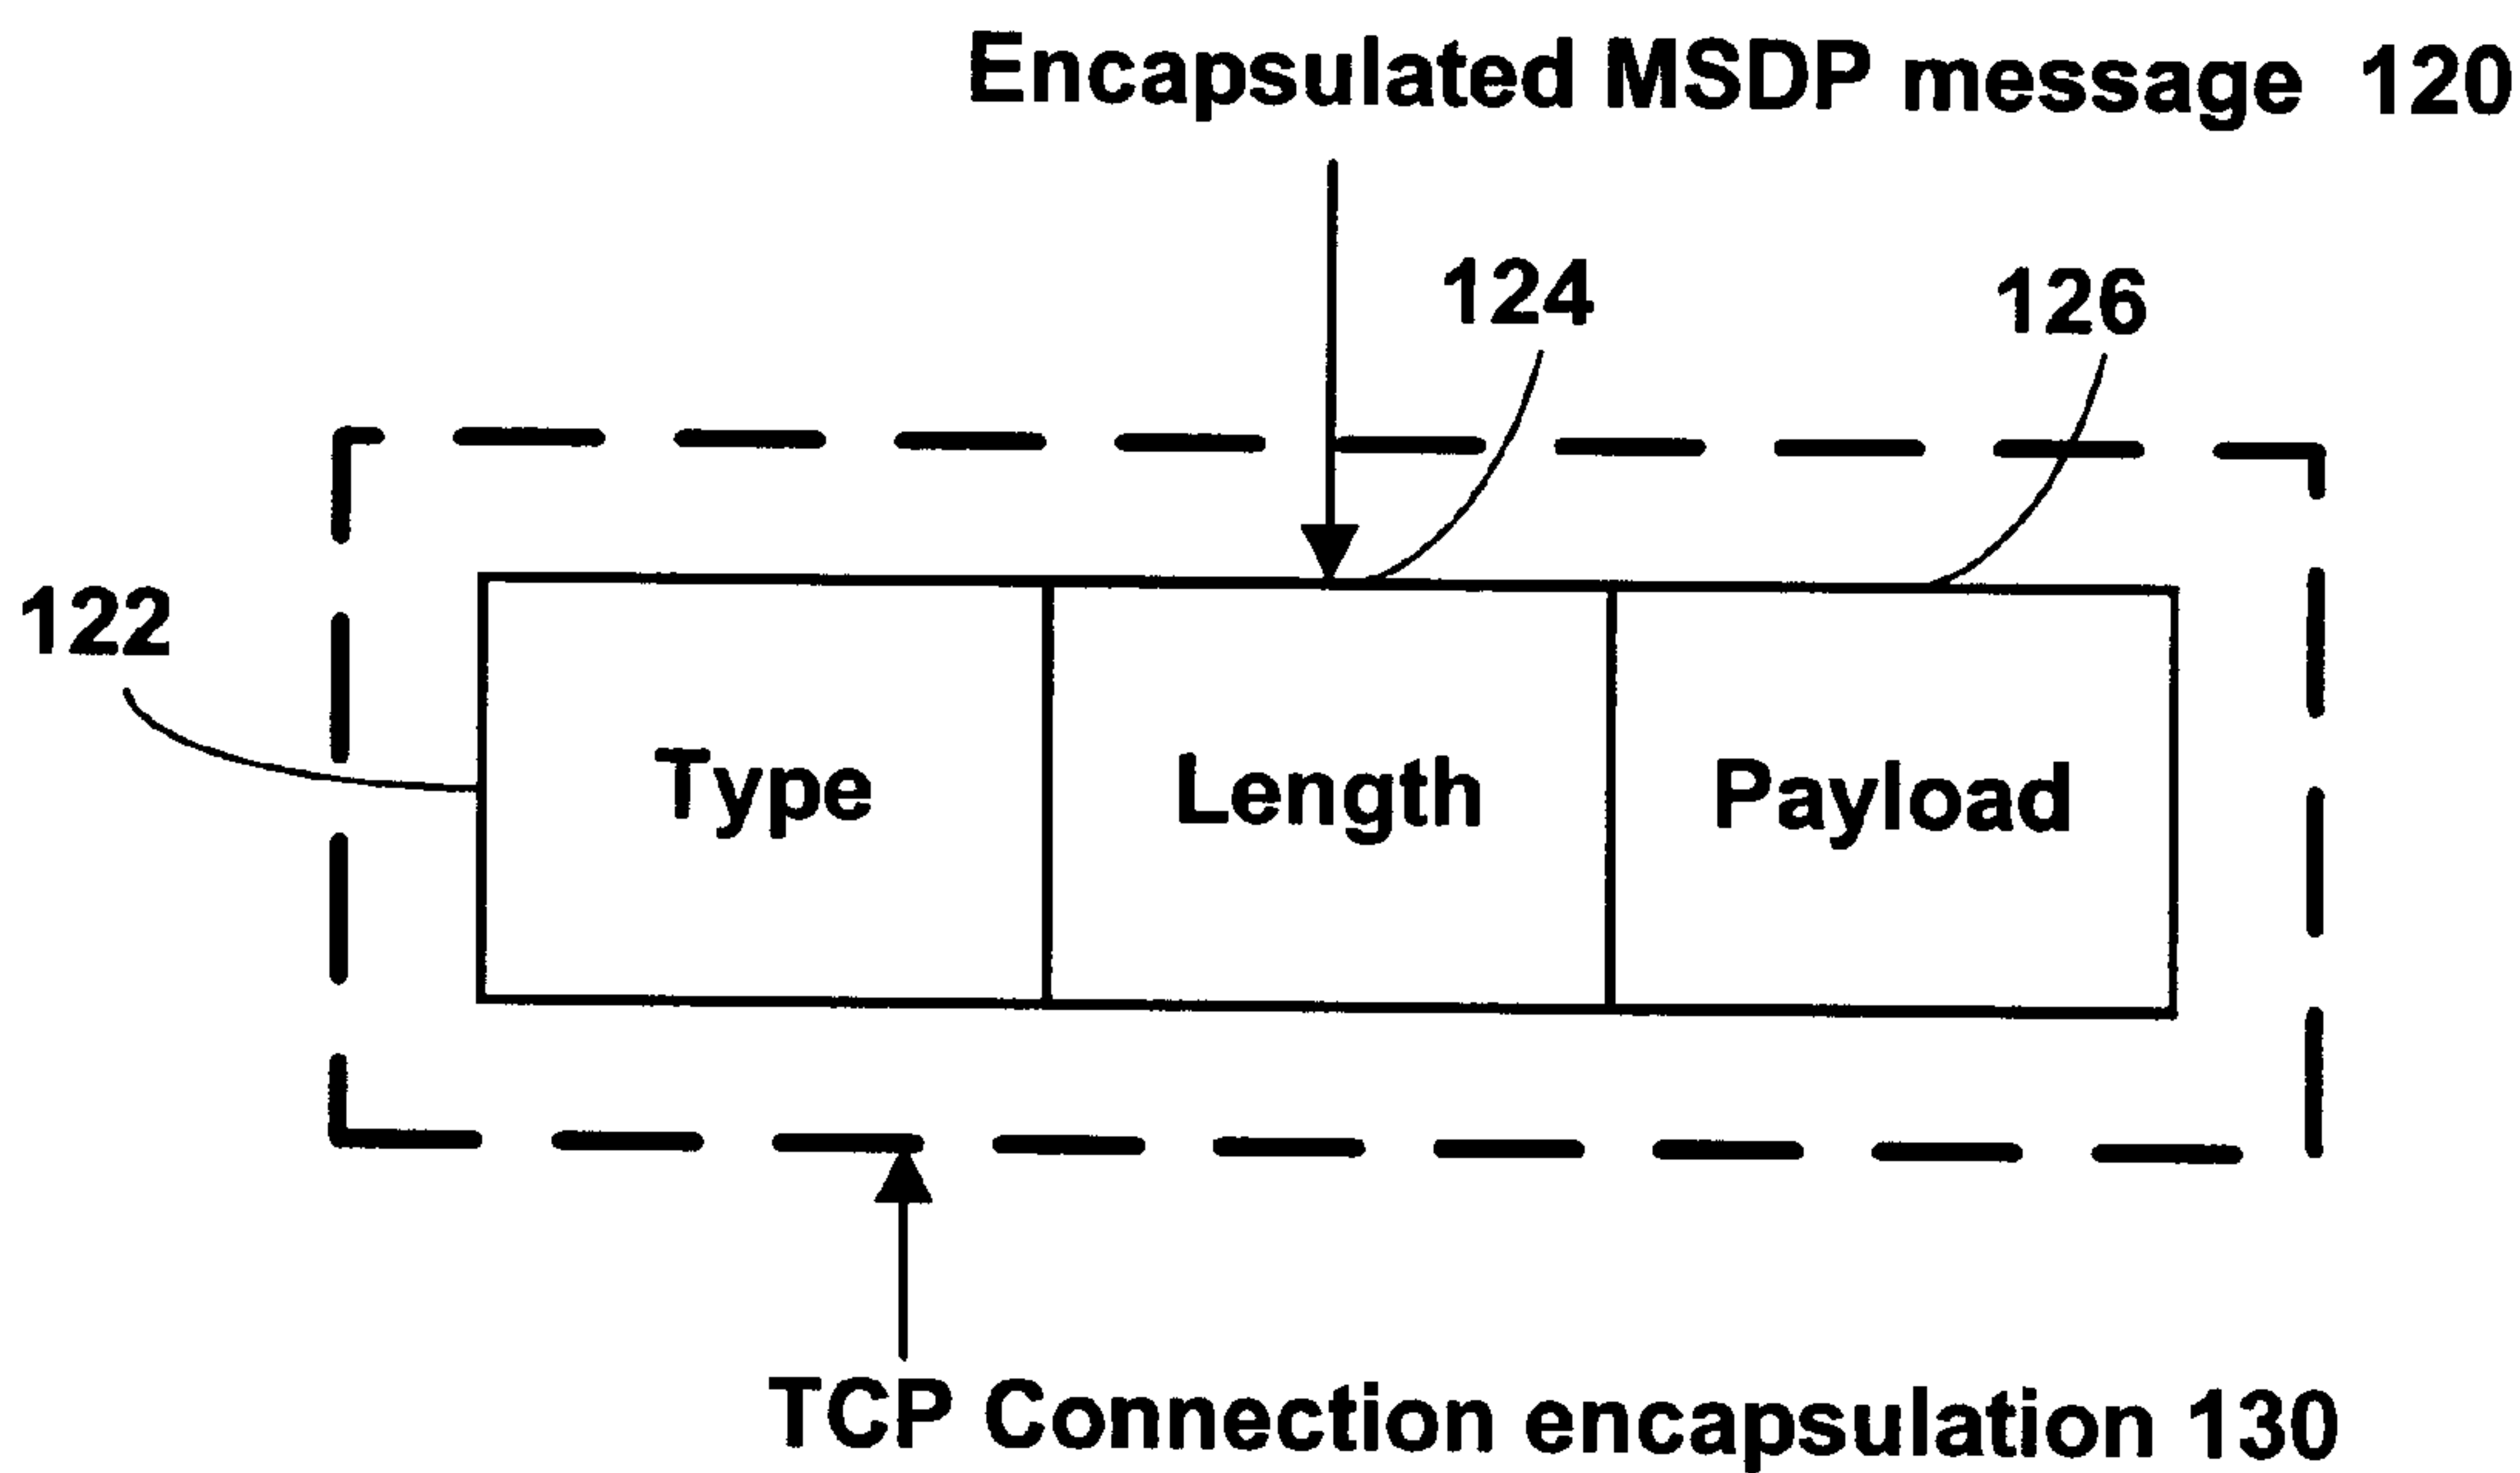 Encapsulated MSDP message 120
124
126
122
Type
Length
Payload
TCP Connection encapsulation 130